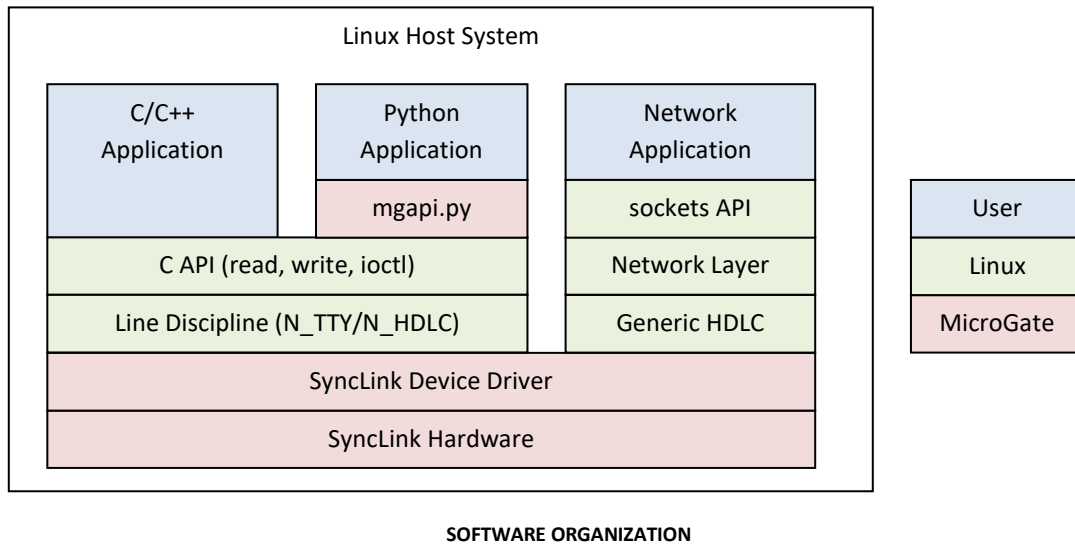 Linux Host System
C/C++
Application
Python
Application
Network
Application
mgapi.py
sockets API
User
C API (read, write, ioctl)
Network Layer
Linux
Line Discipline (N_TTY/N_HDLC)
Generic HDLC
MicroGate
SyncLink Device Driver
SyncLink Hardware
SOFTWARE ORGANIZATION